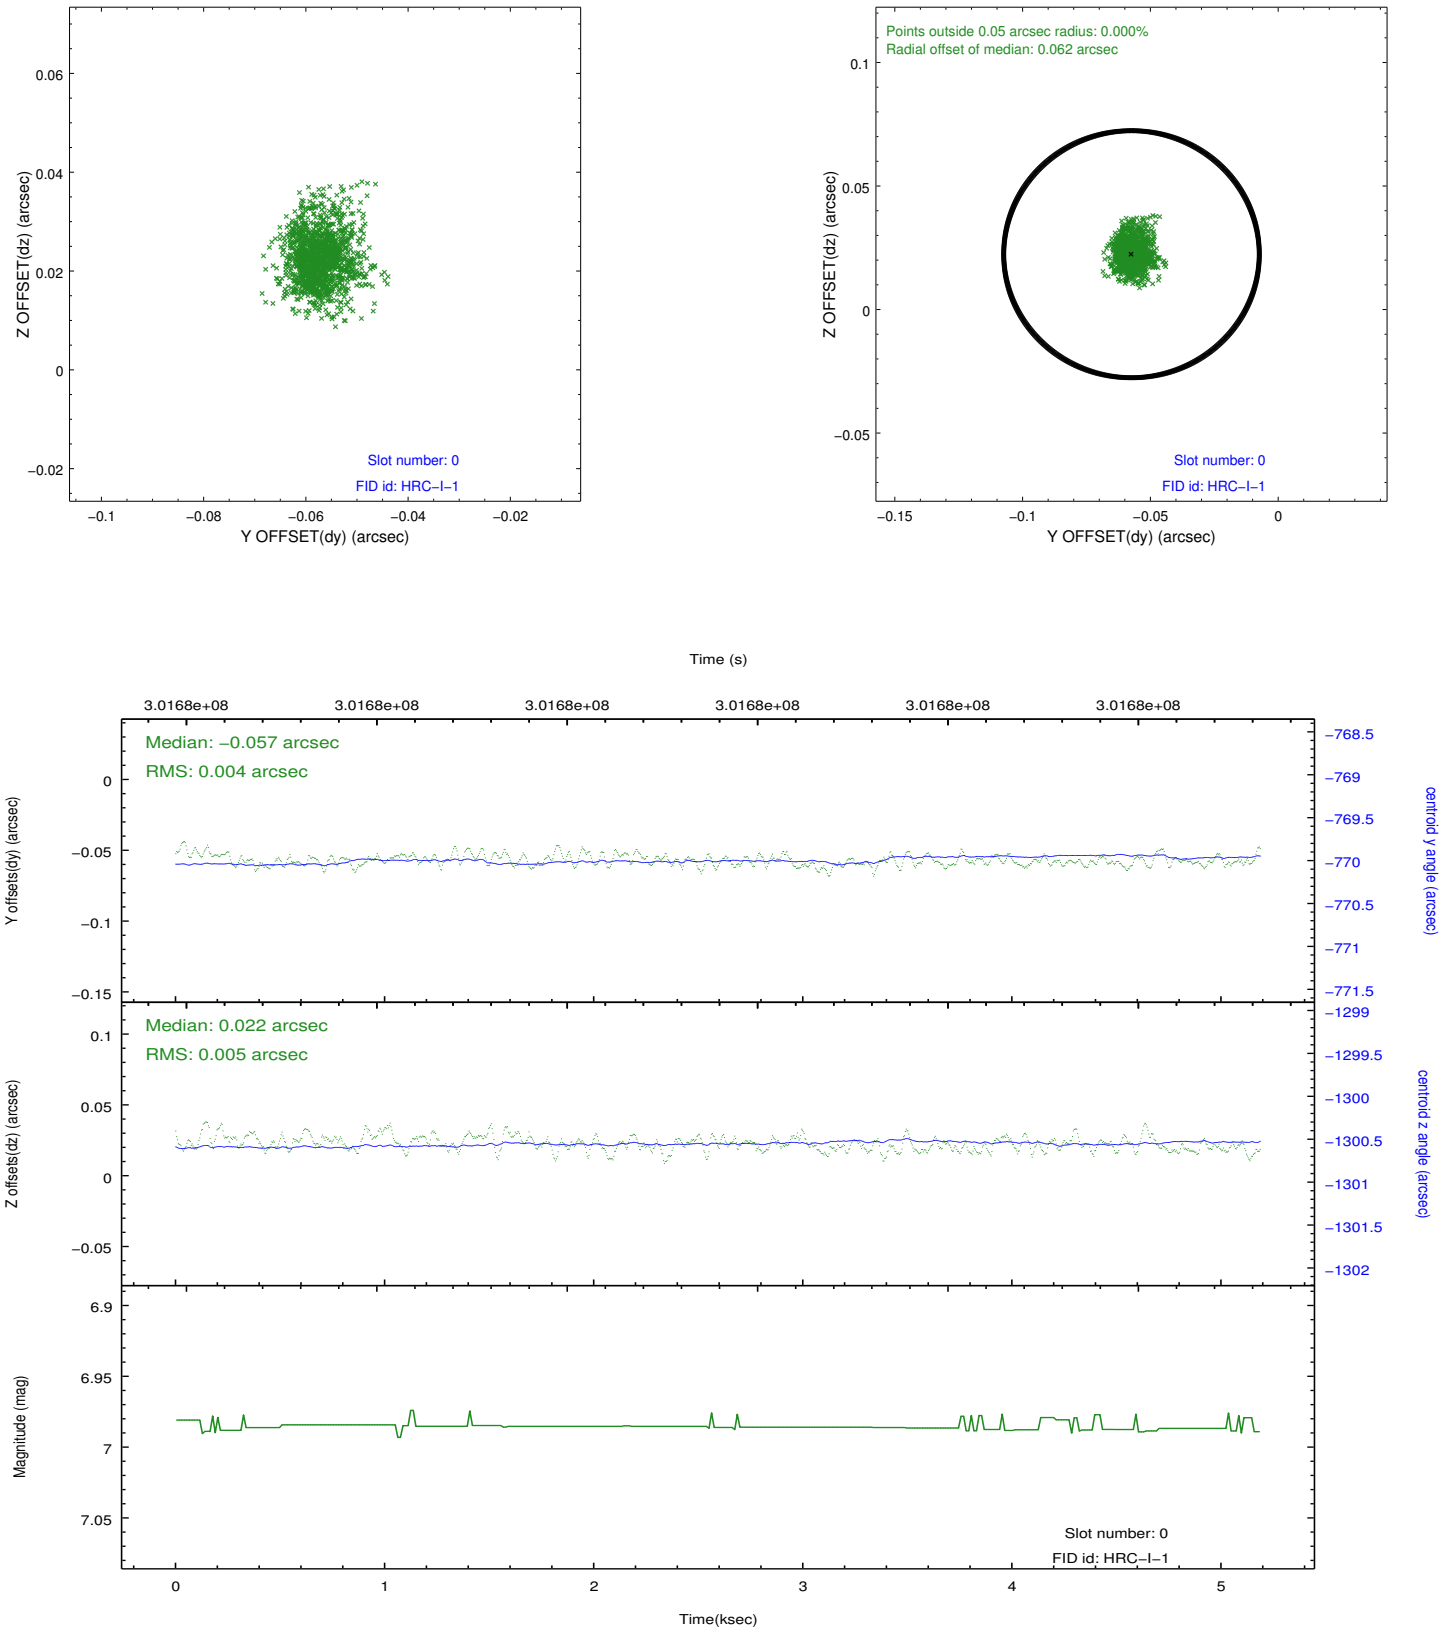 0.06
0.04
0.02
0
−0.02
Z OFFSET(dz) (arcsec)
Slot number: 0
FID id: HRC−I−1
−0.1
−0.08
−0.06
−0.04
−0.02
Y OFFSET(dy) (arcsec)
Points outside 0.05 arcsec radius: 0.000%
Radial offset of median: 0.062 arcsec
0.1
0.05
0
−0.05
Z OFFSET(dz) (arcsec)
Slot number: 0
FID id: HRC−I−1
−0.15
−0.1
−0.05
0
Y OFFSET(dy) (arcsec)
Time (s)
3.0168e+08
3.0168e+08
3.0168e+08
3.0168e+08
3.0168e+08
3.0168e+08
Median: −0.057 arcsec
RMS: 0.004 arcsec
0
−0.05
−0.1
−0.15
Y offsets(dy) (arcsec)
−768.5
−769
−769.5
−770
−770.5
−771
−771.5
centroid y angle (arcsec)
Median: 0.022 arcsec
RMS: 0.005 arcsec
0.1
0.05
0
−0.05
Z offsets(dz) (arcsec)
−1299
−1299.5
−1300
−1300.5
−1301
−1301.5
−1302
centroid z angle (arcsec)
6.9
6.95
7
7.05
Magnitude (mag)
Slot number: 0
FID id: HRC−I−1
0
1
2
3
4
5
Time(ksec)